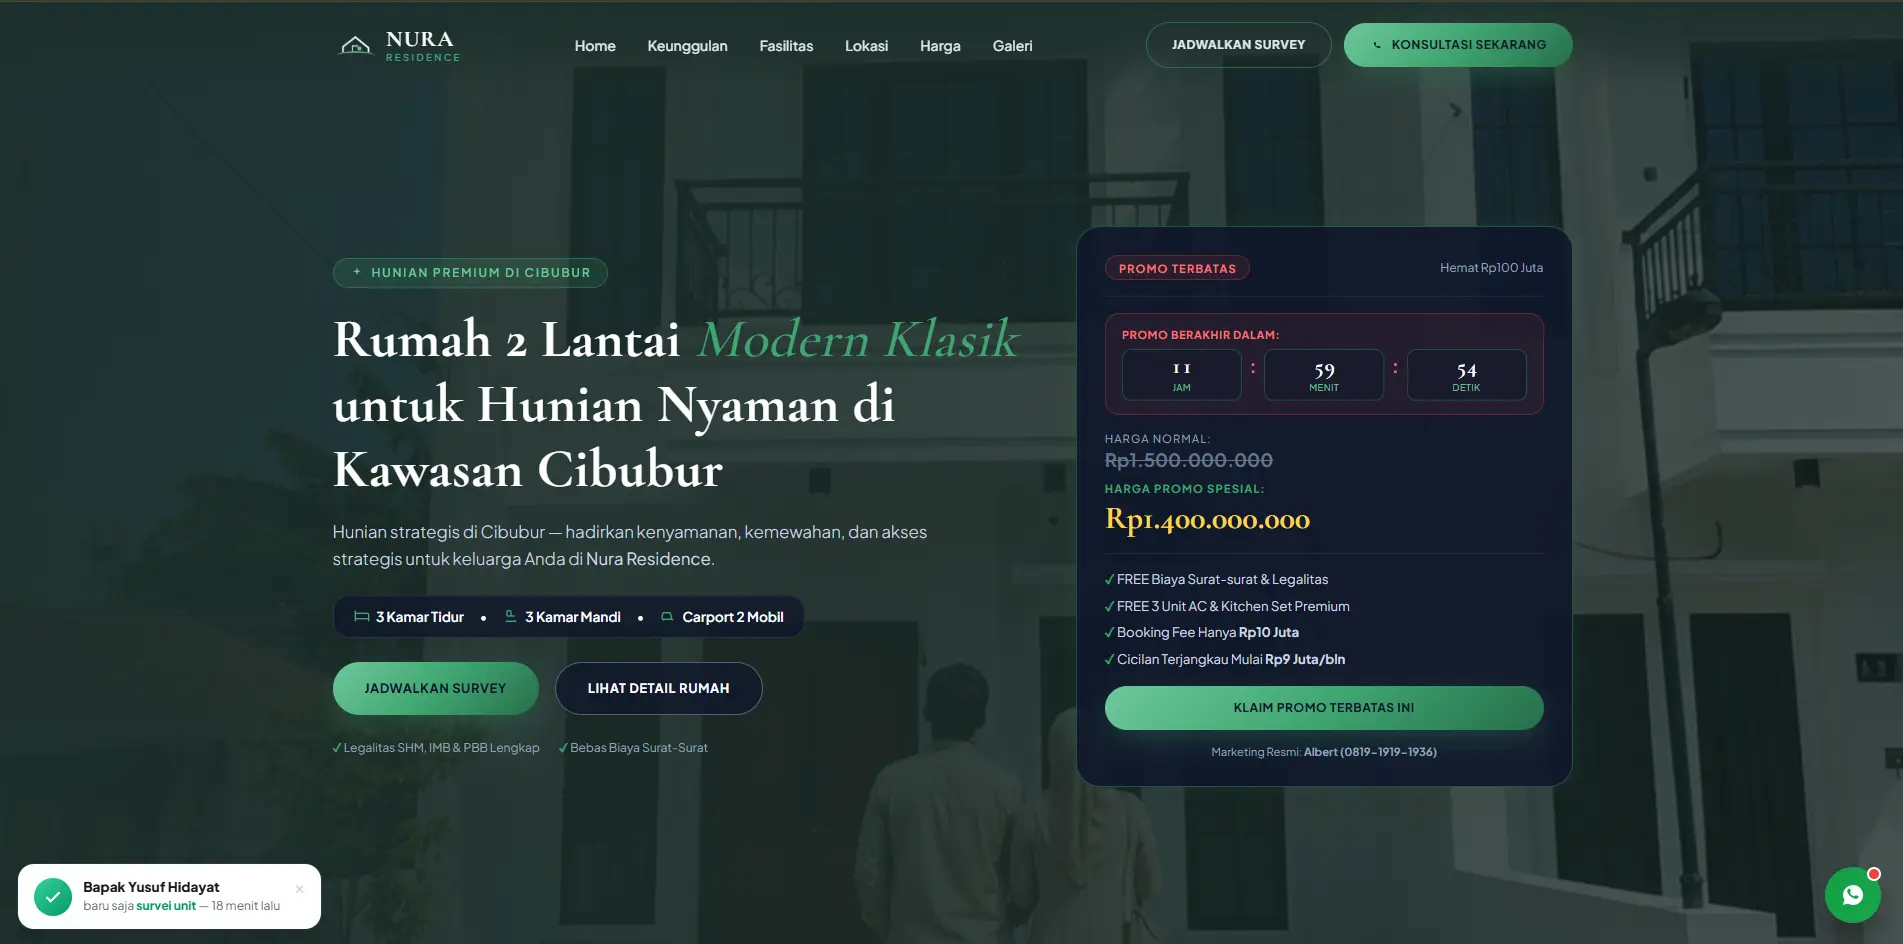 NURA
RESIDENCE
Home
Keunggulan
Fasilitas
Lokasi
Harga
Galeri
JADWALKAN SURVEY
KONSULTASI SEKARANG
HUNIAN PREMIUM DI CIBUBUR
Rumah 2 Lantai Modern Klasik
untuk Hunian Nyaman di
Kawasan Cibubur
Hunian strategis di Cibubur — hadirkan kenyamanan, kemewahan, dan akses
strategis untuk keluarga Anda di Nura Residence.
3 Kamar Tidur • 3 Kamar Mandi • Carport 2 Mobil
JADWALKAN SURVEY
LIHAT DETAIL RUMAH
✓ Legalitas SHM, IMB & PBB Lengkap
✓ Bebas Biaya Surat-Surat
PROMO TERBATAS
Hemat Rp100 Juta
PROMO BERAKHIR DALAM:
11 : 59 : 54
JAM MENIT DETIK
HARGA NORMAL:
Rp1.500.000.000
HARGA PROMO SPESIAL:
Rp1.400.000.000
✓ FREE Biaya Surat-surat & Legalitas
✓ FREE 3 Unit AC & Kitchen Set Premium
✓ Booking Fee Hanya Rp10 Juta
✓ Cicilan Terjangkau Mulai Rp9 Juta/bln
KLAIM PROMO TERBATAS INI
Marketing Resmi: Albert (0819-1919-1936)
Bapak Yusuf Hidayat
baru saja survei unit — 18 menit lalu